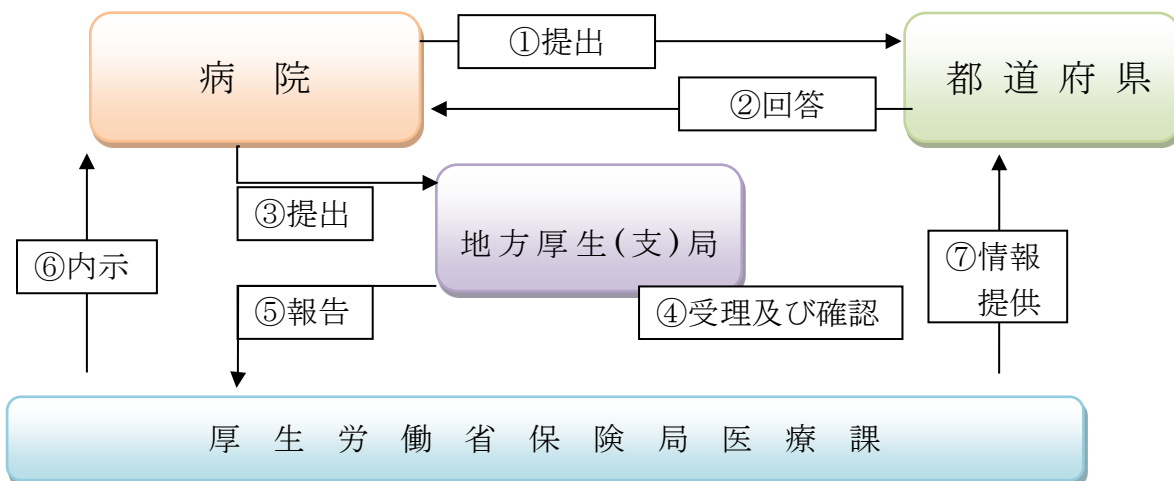 ①提出
病院
都道府県
②回答
③提出
地方厚生(支)局
⑥内示
⑦情報
提供
⑤報告
④受理及び確認
厚生労働省保険局医療課